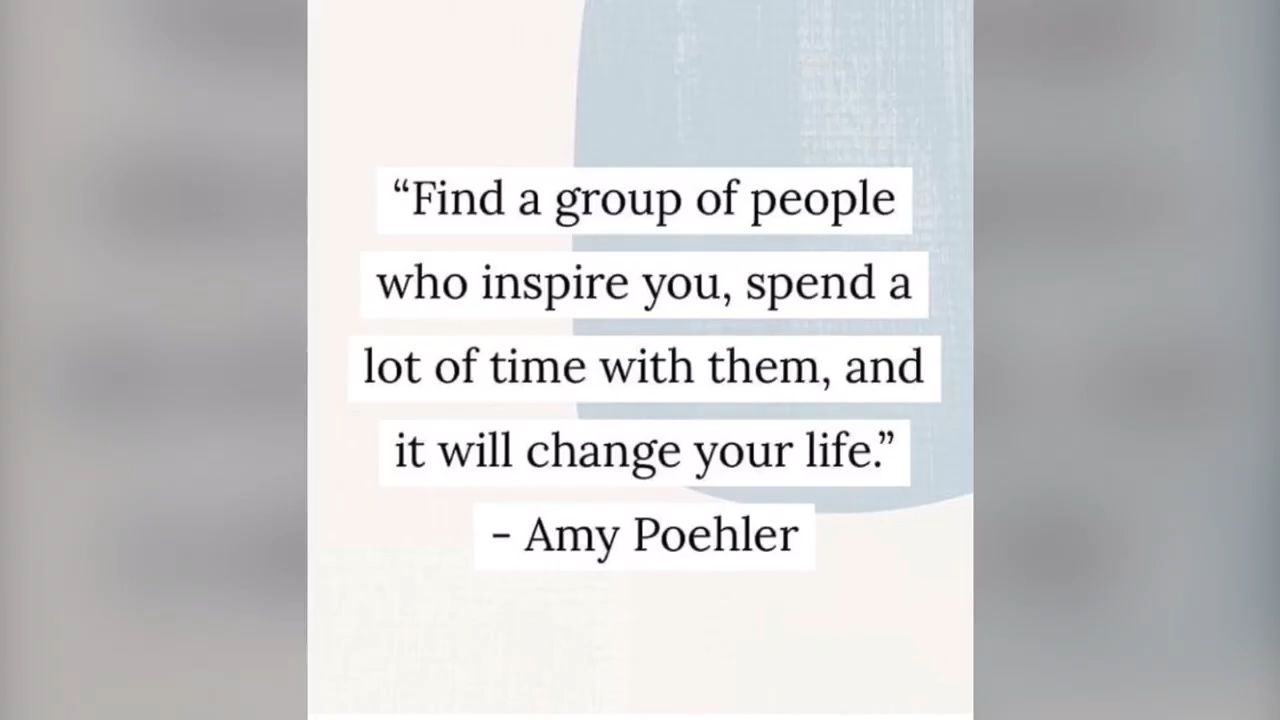 “Find a group of people
who inspire you, spend a
lot of time with them, and
it will change your life.”
- Amy Poehler